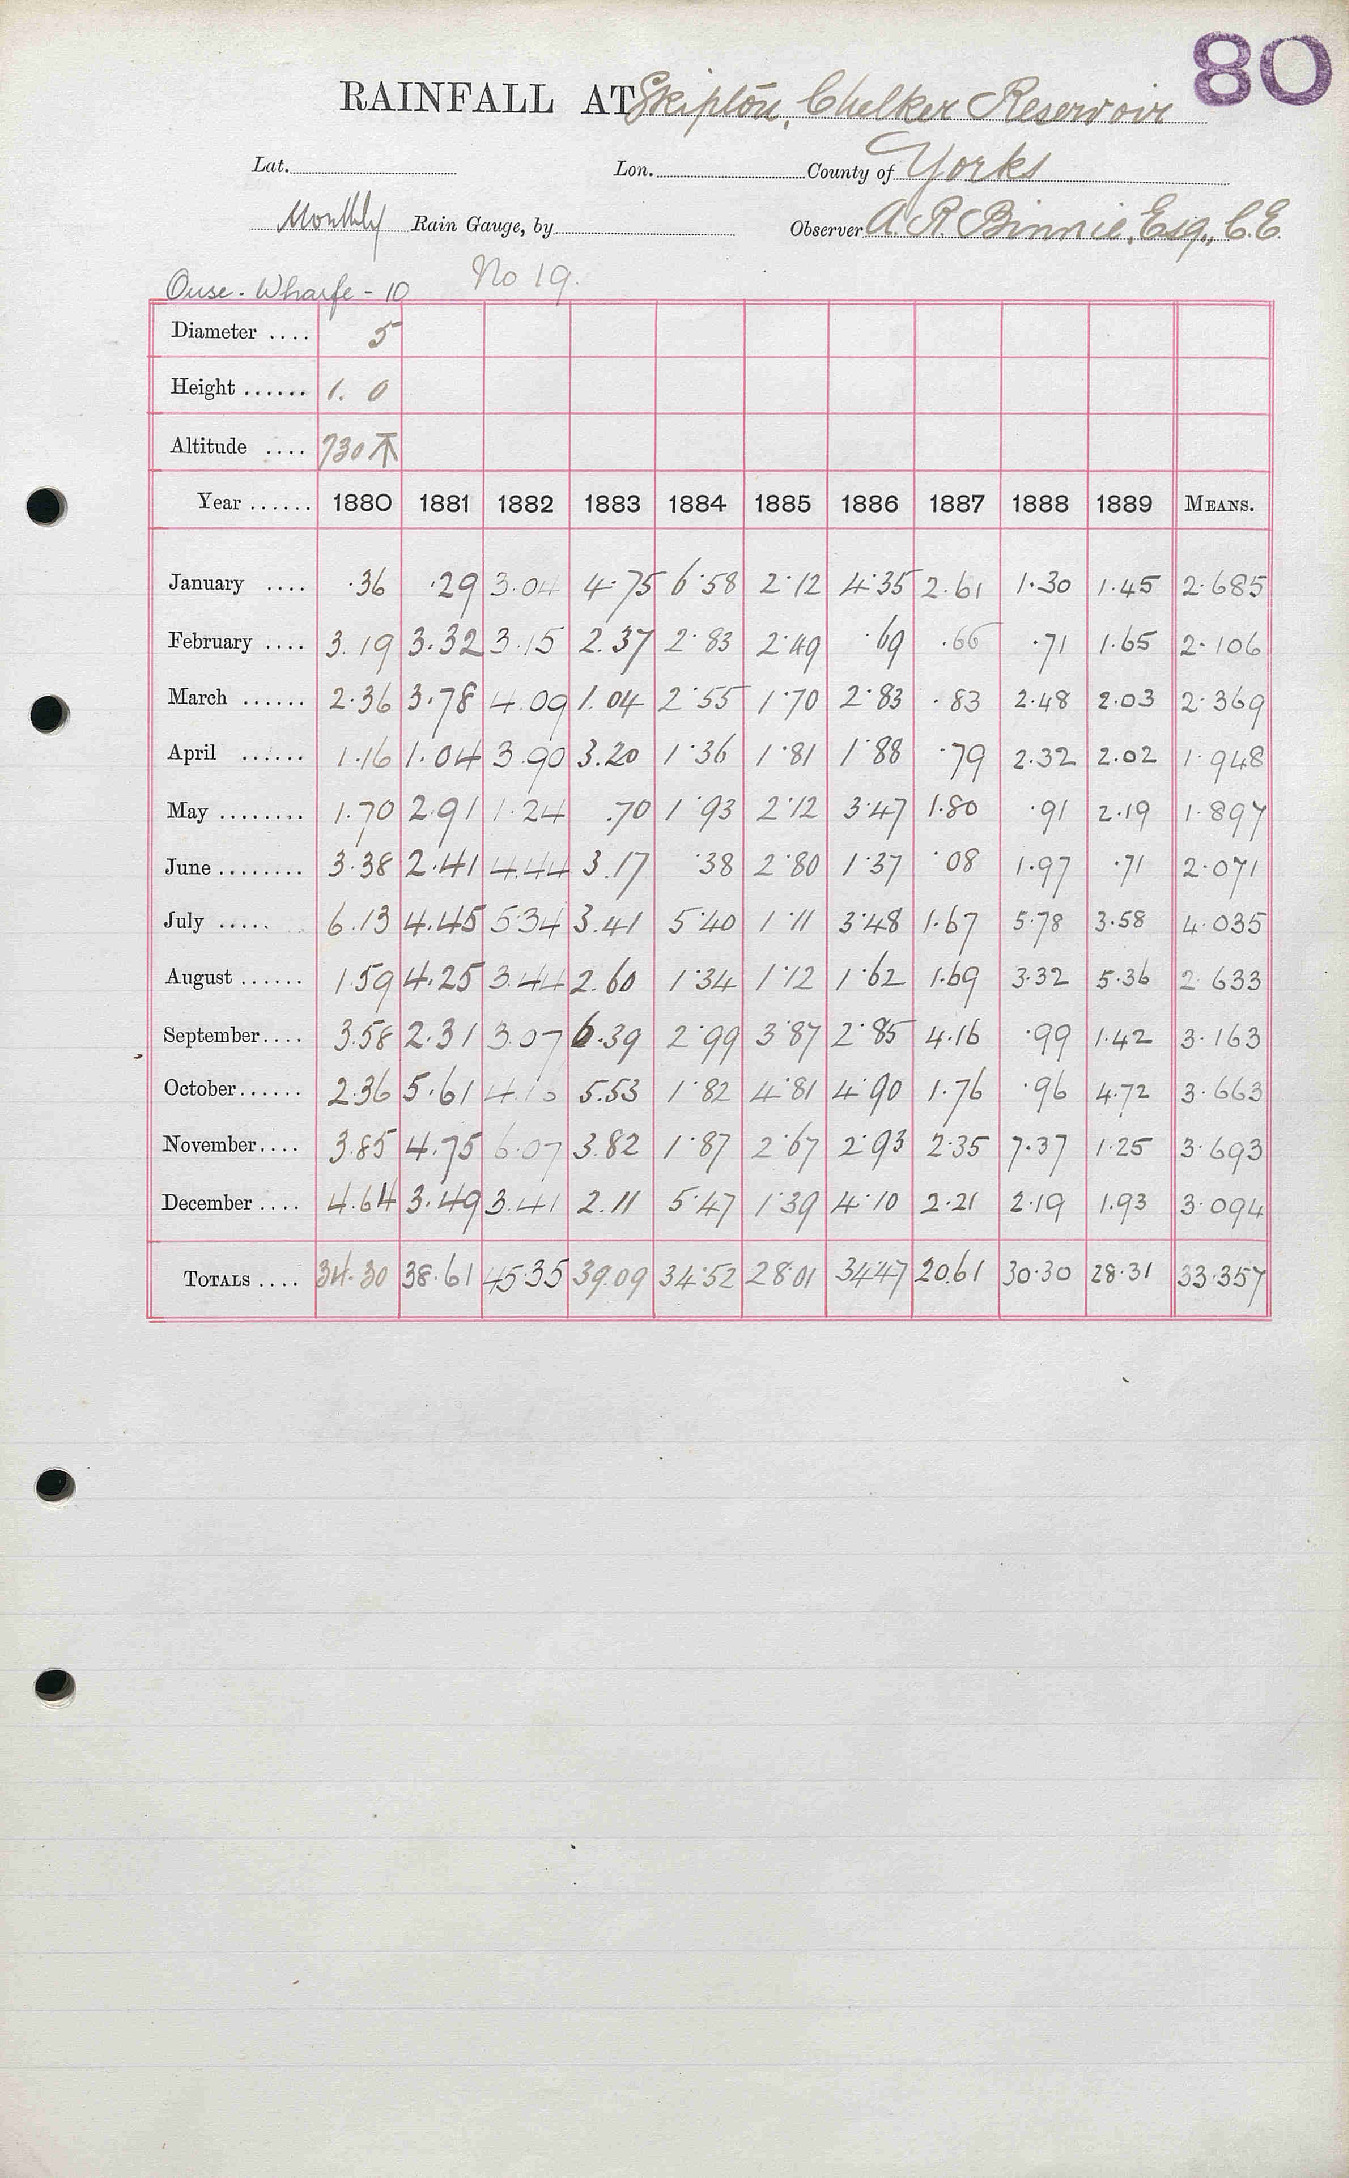 80
RAINFALL AT Skipton, Chelker Reservoir
Lat. Lon. County of Yorks
Monthly Rain Gauge, by Observer A. R. Binnie, Esq., C.E.
Ouse - Wharfe - 10 No 19.
Diameter .... 5
Height ...... 1. 0
Altitude .... 730 ⊼
Year ...... 1880 1881 1882 1883 1884 1885 1886 1887 1888 1889 MEANS.
January .... ·36 ·29 3.04 4·75 6·58 2·12 4·35 2.61 1·30 1·45 2·685
February .... 3.19 3.32 3.15 2.37 2·83 2·49 ·69 ·66 ·71 1·65 2·106
March ...... 2·36 3·78 4.09 1.04 2·55 1·70 2·83 ·83 2·48 2·03 2·369
April ...... 1·16 1·04 3.90 3.20 1·36 1·81 1·88 ·79 2·32 2·02 1·948
May ........ 1·70 2·91 1·24 .70 1·93 2·12 3·47 1·80 ·91 2·19 1·897
June ........ 3·38 2·41 4.44 3.17 ·38 2·80 1·37 ·08 1·97 ·71 2·071
July ..... 6.13 4.45 5·34 3.41 5·40 1·11 3·48 1·67 5·78 3·58 4·035
August ...... 1.59 4.25 3.44 2.60 1·34 1·12 1·62 1·69 3·32 5·36 2·633
September .... 3.58 2.31 3.07 6.39 2·99 3·87 2·85 4·16 ·99 1·42 3·163
October ...... 2.36 5·61 4.16 5.53 1·82 4·81 4·90 1·76 ·96 4·72 3·663
November .... 3.85 4.75 6·07 3.82 1·87 2·67 2·93 2·35 7·37 1·25 3·693
December .... 4.64 3·49 3.41 2.11 5·47 1·39 4·10 2·21 2·19 1.93 3·094
TOTALS .... 34·30 38·61 45·35 39.09 34·52 28·01 34·47 20.61 30·30 28·31 33·357